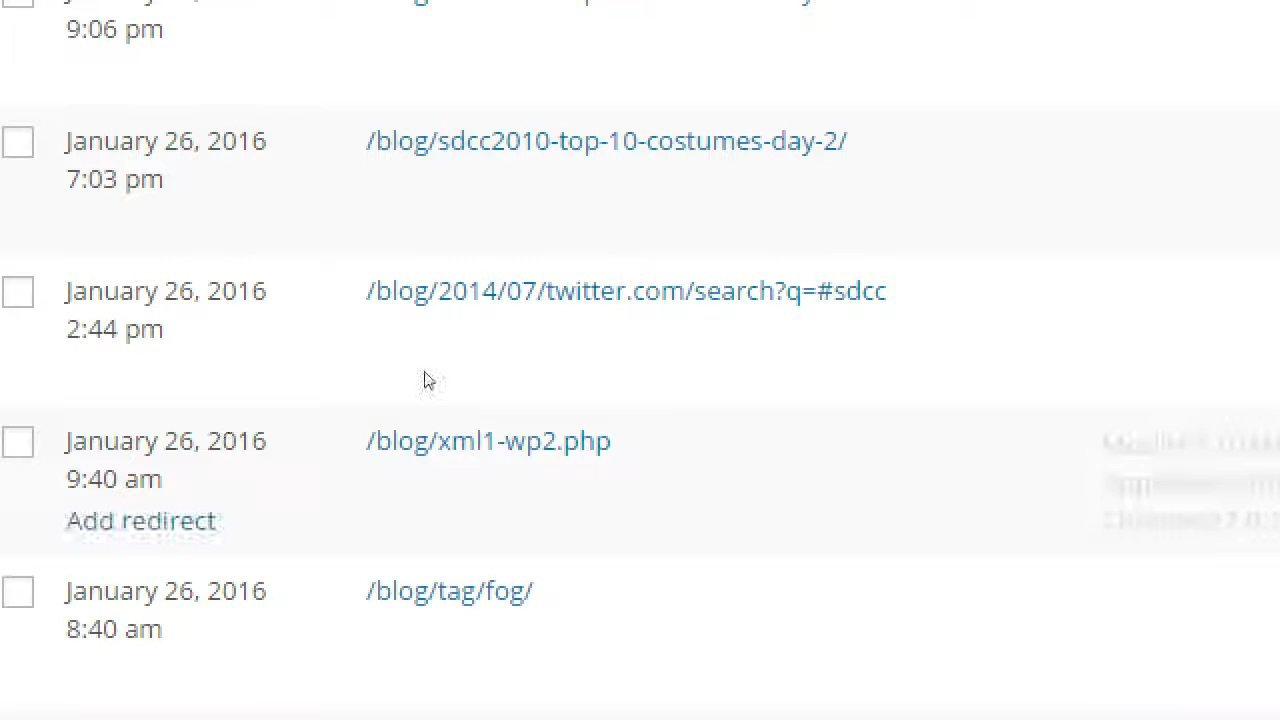 9:06 pm
January 26, 2016 /blog/sdcc2010-top-10-costumes-day-2/
7:03 pm
January 26, 2016 /blog/2014/07/twitter.com/search?q=#sdcc
2:44 pm
January 26, 2016 /blog/xml1-wp2.php
9:40 am
Add redirect
January 26, 2016 /blog/tag/fog/
8:40 am